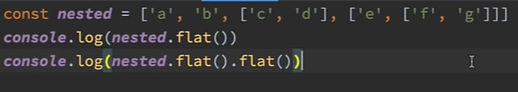 const nested = ['a', 'b', ['c', 'd'], ['e', ['f', 'g']]]
console.log(nested.flat())
console.log(nested.flat().flat())